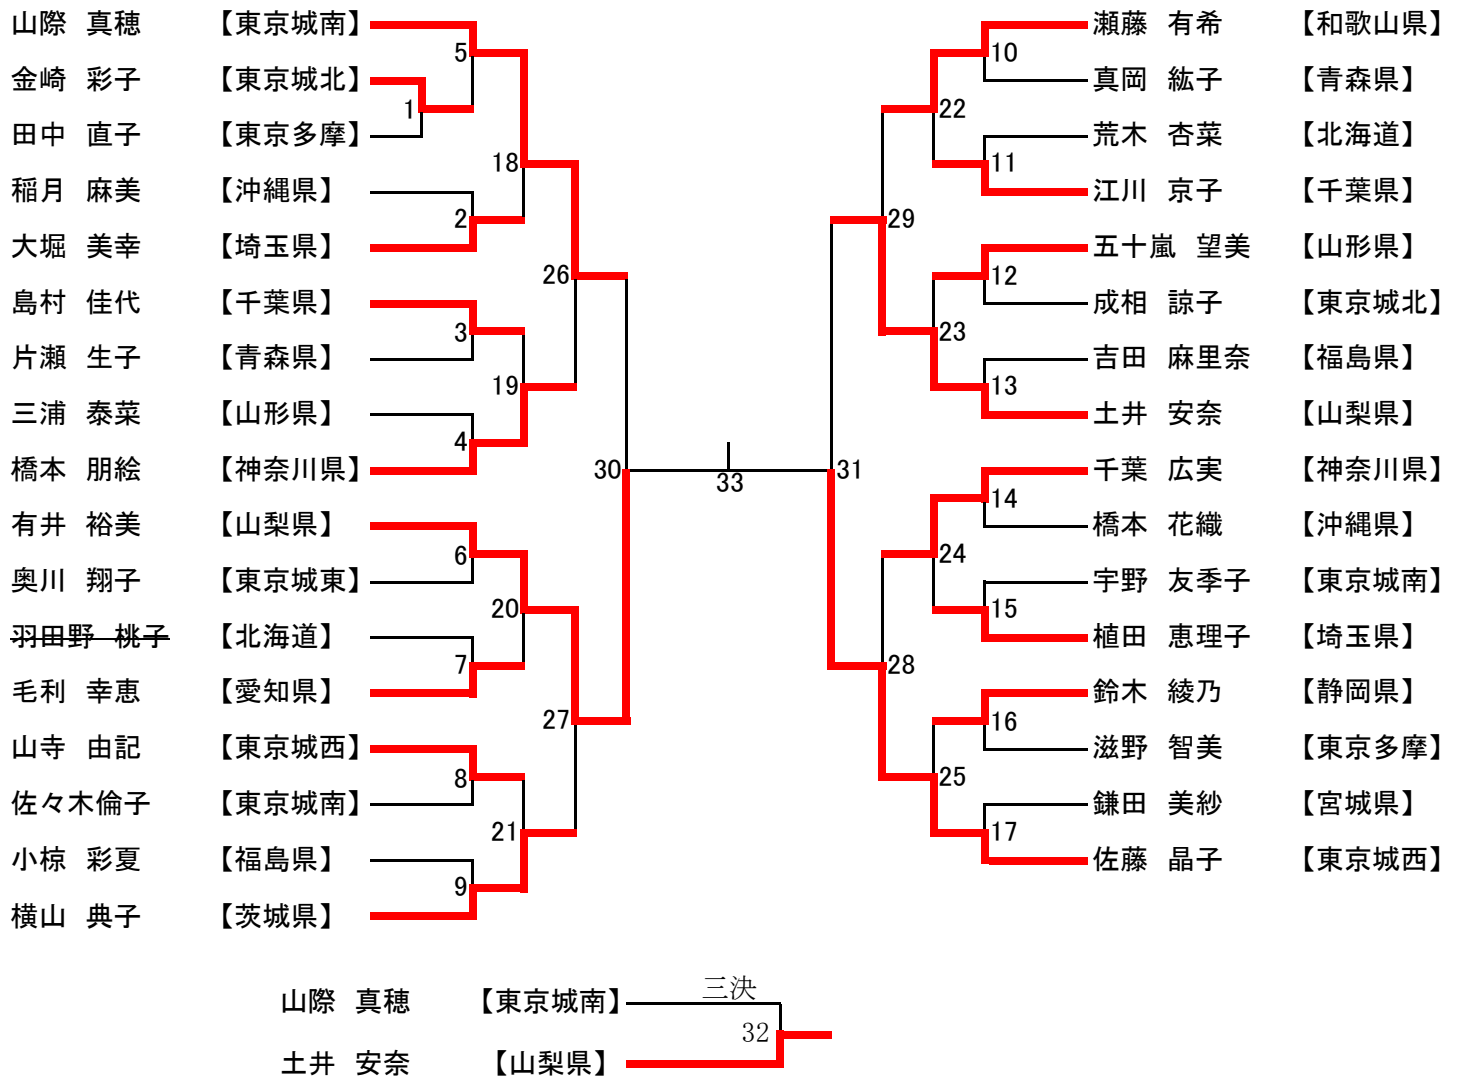 山際 真穂 【東京城南】
金崎 彩子 【東京城北】
田中 直子 【東京多摩】
稲月 麻美 【沖縄県】
大堀 美幸 【埼玉県】
島村 佳代 【千葉県】
片瀬 生子 【青森県】
三浦 泰菜 【山形県】
橋本 朋絵 【神奈川県】
有井 裕美 【山梨県】
奥川 翔子 【東京城東】
羽田野 桃子 【北海道】
毛利 幸恵 【愛知県】
山寺 由記 【東京城西】
佐々木倫子 【東京城南】
小椋 彩夏 【福島県】
横山 典子 【茨城県】
5
1
18
2
26
3
19
4
30
6
20
7
27
8
21
9
33
瀬藤 有希 【和歌山県】
真岡 紘子 【青森県】
荒木 杏菜 【北海道】
江川 京子 【千葉県】
五十嵐 望美 【山形県】
成相 諒子 【東京城北】
吉田 麻里奈 【福島県】
土井 安奈 【山梨県】
千葉 広実 【神奈川県】
橋本 花織 【沖縄県】
宇野 友季子 【東京城南】
植田 恵理子 【埼玉県】
鈴木 綾乃 【静岡県】
滋野 智美 【東京多摩】
鎌田 美紗 【宮城県】
佐藤 晶子 【東京城西】
10
22
11
29
12
23
13
31
14
24
15
28
16
25
17
三決
山際 真穂 【東京城南】
32
土井 安奈 【山梨県】